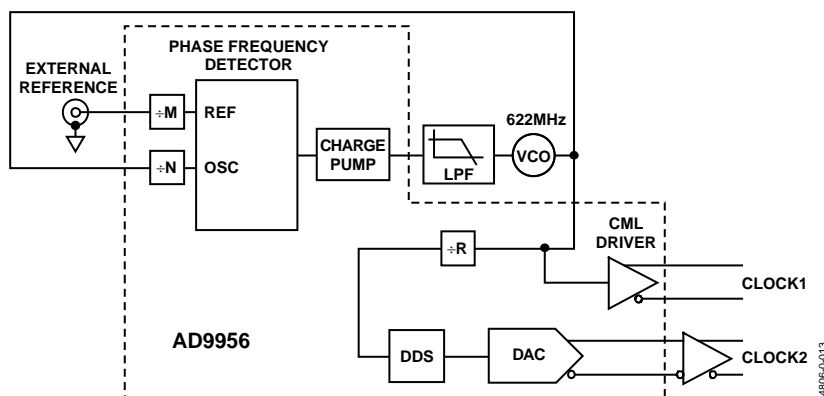 PHASE FREQUENCY
DETECTOR
EXTERNAL
REFERENCE
÷M
REF
÷N
OSC
CHARGE
PUMP
LPF
622MHz
VCO
÷R
CML
DRIVER
CLOCK1
AD9956
DDS
DAC
CLOCK2
4806-0-013